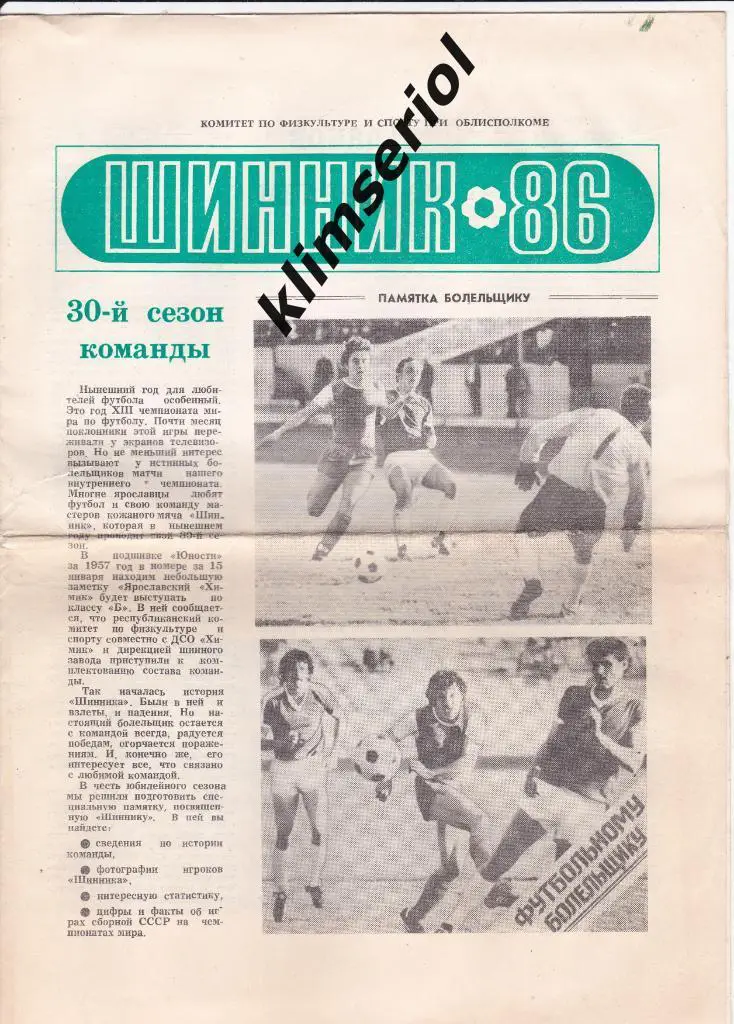 КОМИТЕТ ПО ФИЗКУЛЬТУРЕ И СПОРТУ ПРИ ОБЛИСПОЛКОМЕ
ШИННИК 86
klimseriol
ПАМЯТКА БОЛЕЛЬЩИКУ
30-й сезон
команды
Нынешний год для люби-
телей футбола особенный.
Это год XIII чемпионата ми-
ра по футболу. Почти месяц
поклонники этой игры пере-
живали у экранов телевизо-
ров. Но не меньший интерес
вызывают у истинных бо-
лельщиков матчи нашего
внутреннего чемпионата.
Многие ярославцы любят
футбол и свою команду ма-
стеров кожаного мяча «Шин-
ник», которая в нынешнем
году проводит свой 30-й се-
зон.
В подшивке «Юности»
за 1957 год в номере за 15
января находим небольшую
заметку «Ярославский «Хи-
мик» будет выступать по
классу «Б». В ней сообщает-
ся, что республиканский ко-
митет по физкультуре и
спорту совместно с ДСО «Хи-
мик» и дирекцией шинного
завода приступили к ком-
плектованию состава коман-
ды.
Так началась история
«Шинника». Были в ней и
взлеты, и падения. Но на-
стоящий болельщик остается
с командой всегда, радуется
победам, огорчается пораже-
ниям. И, конечно же, его
интересует все, что связано
с любимой командой.
В честь юбилейного сезона
мы решили подготовить спе-
циальную памятку, посвящен-
ную «Шиннику». В ней вы
найдете:
сведения по истории
команды,
фотографии игроков
«Шинника»,
интересную статистику,
цифры и факты об иг-
рах сборной СССР на чем-
пионатах мира.
ФУТБОЛЬНОМУ
БОЛЕЛЬЩИКУ